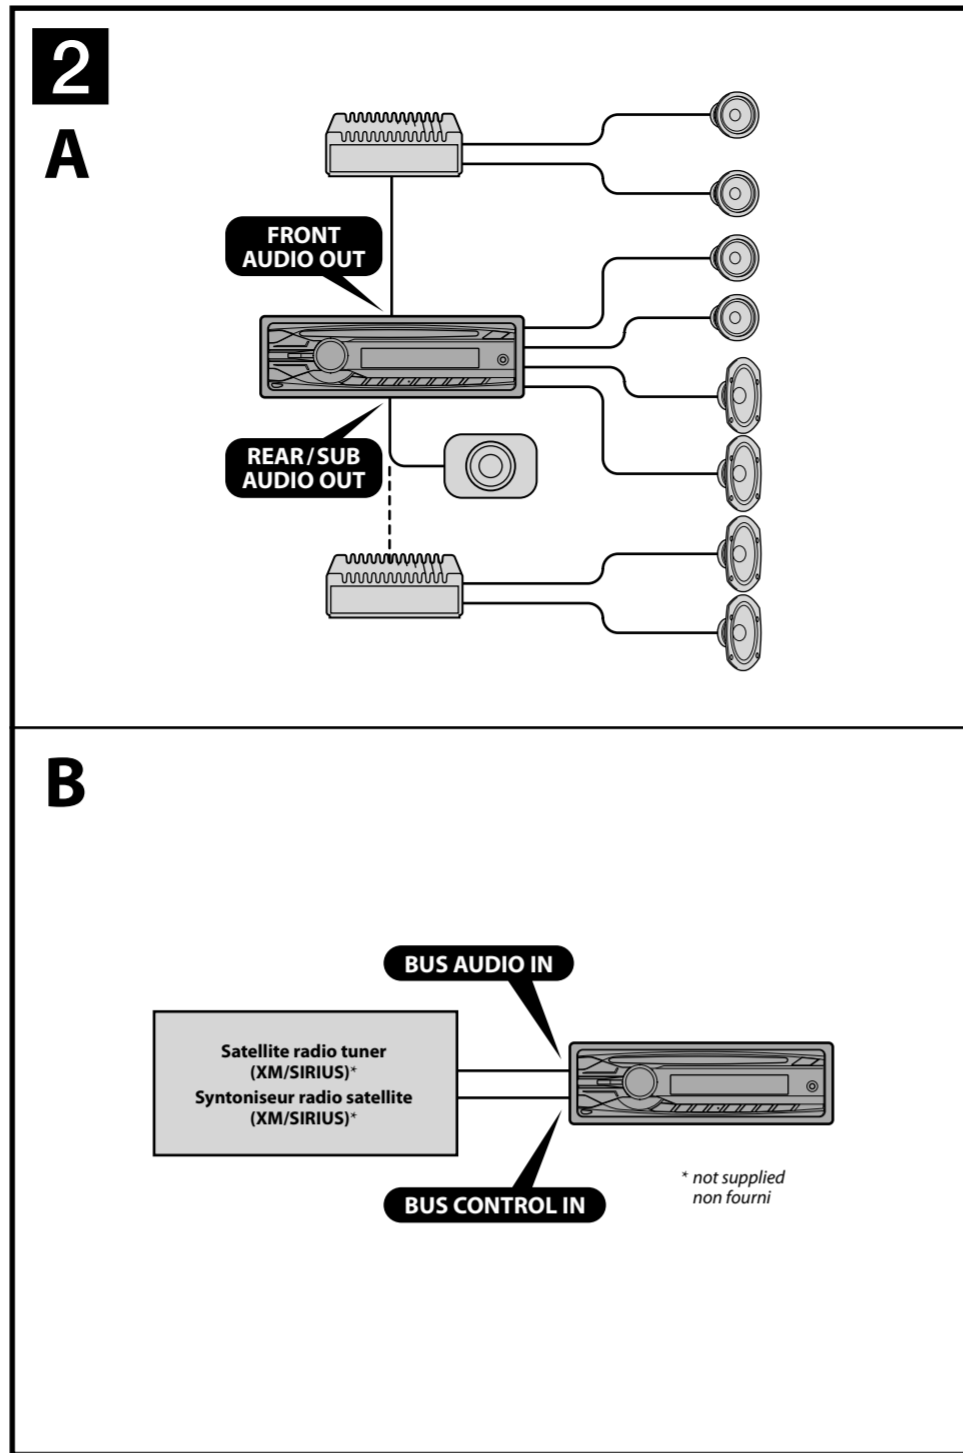 2
A
FRONT
AUDIO OUT
REAR/SUB
AUDIO OUT
B
BUS AUDIO IN
Satellite radio tuner
(XM/SIRIUS)*
Syntoniseur radio satellite
(XM/SIRIUS)*
* not supplied
non fourni
BUS CONTROL IN